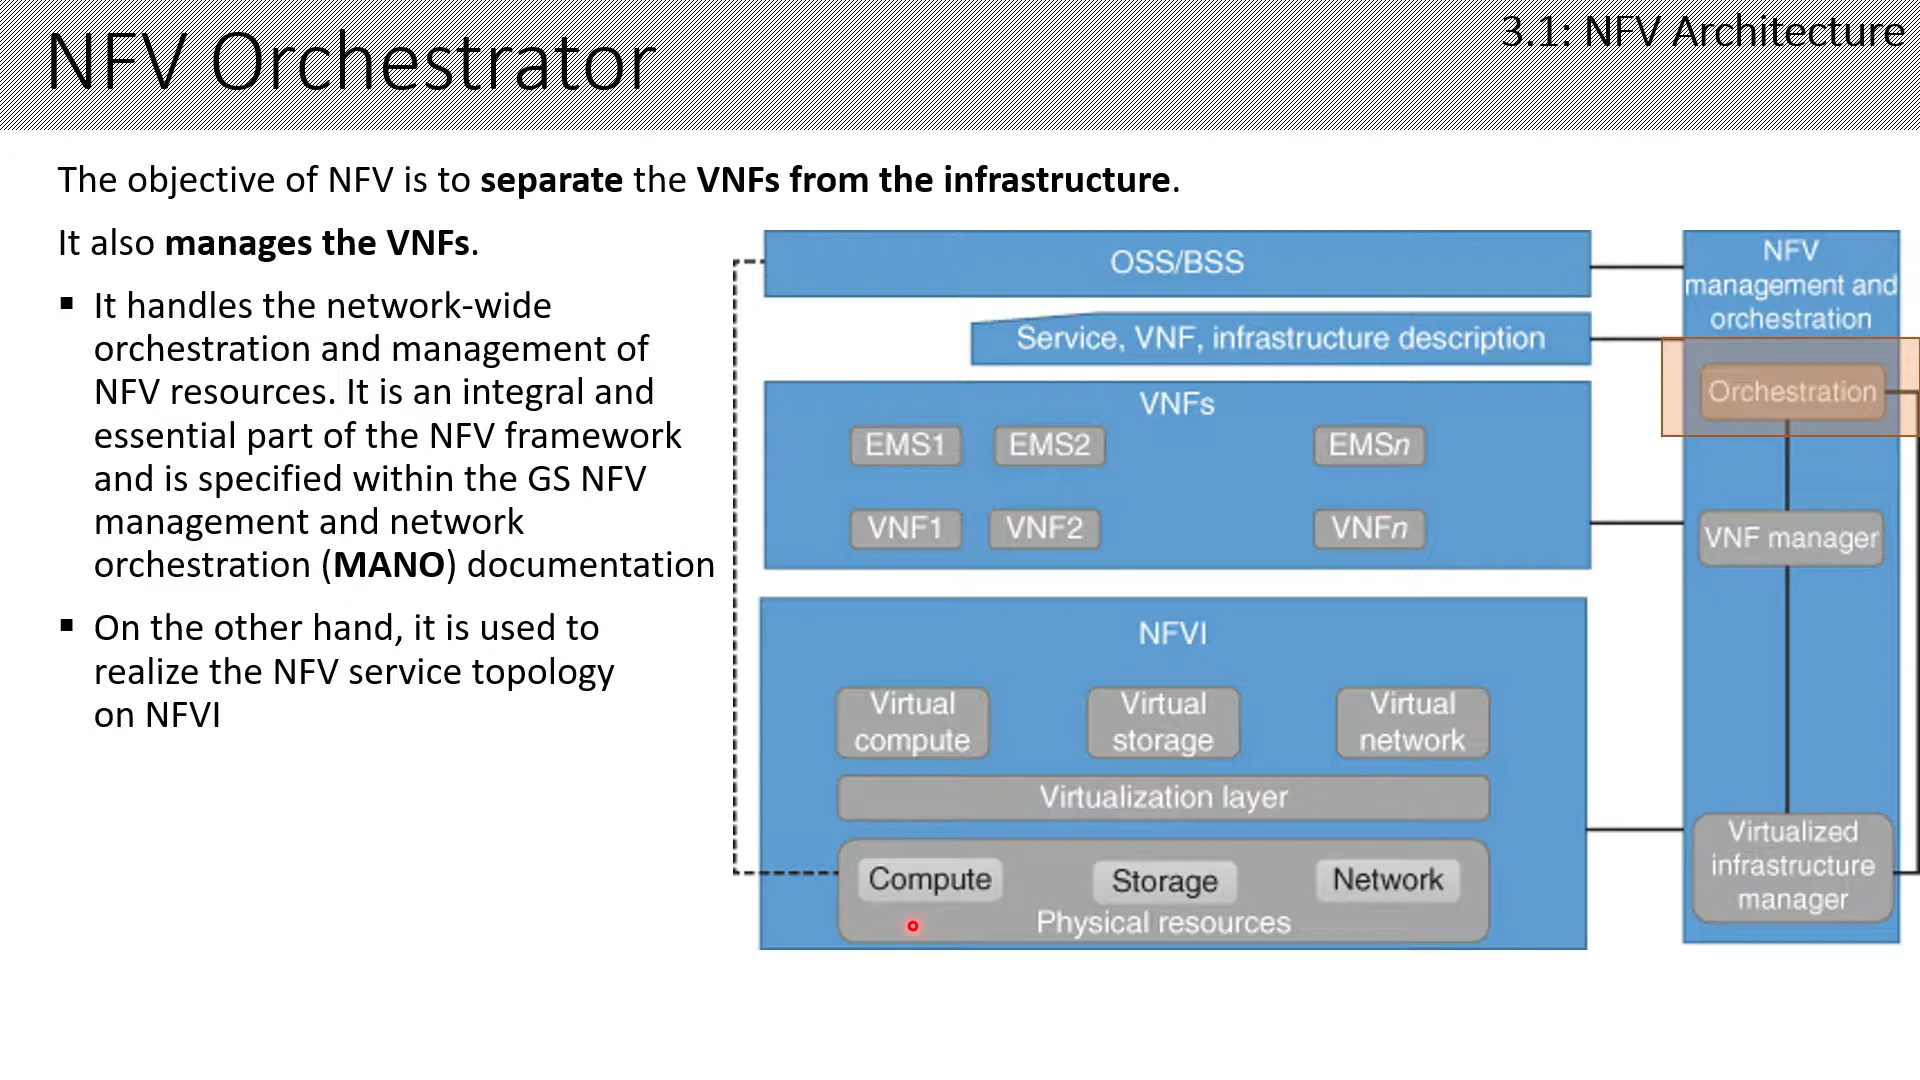 NFV Orchestrator
3.1: NFV Architecture
The objective of NFV is to separate the VNFs from the infrastructure.
It also manages the VNFs.
▪ It handles the network-wide
orchestration and management of
NFV resources. It is an integral and
essential part of the NFV framework
and is specified within the GS NFV
management and network
orchestration (MANO) documentation
▪ On the other hand, it is used to
realize the NFV service topology
on NFVI
OSS/BSS
Service, VNF, infrastructure description
VNFs
EMS1 EMS2 EMSn
VNF1 VNF2 VNFn
NFVI
Virtual
compute
Virtual
storage
Virtual
network
Virtualization layer
Compute Storage Network
Physical resources
NFV
management and
orchestration
Orchestration
VNF manager
Virtualized
infrastructure
manager